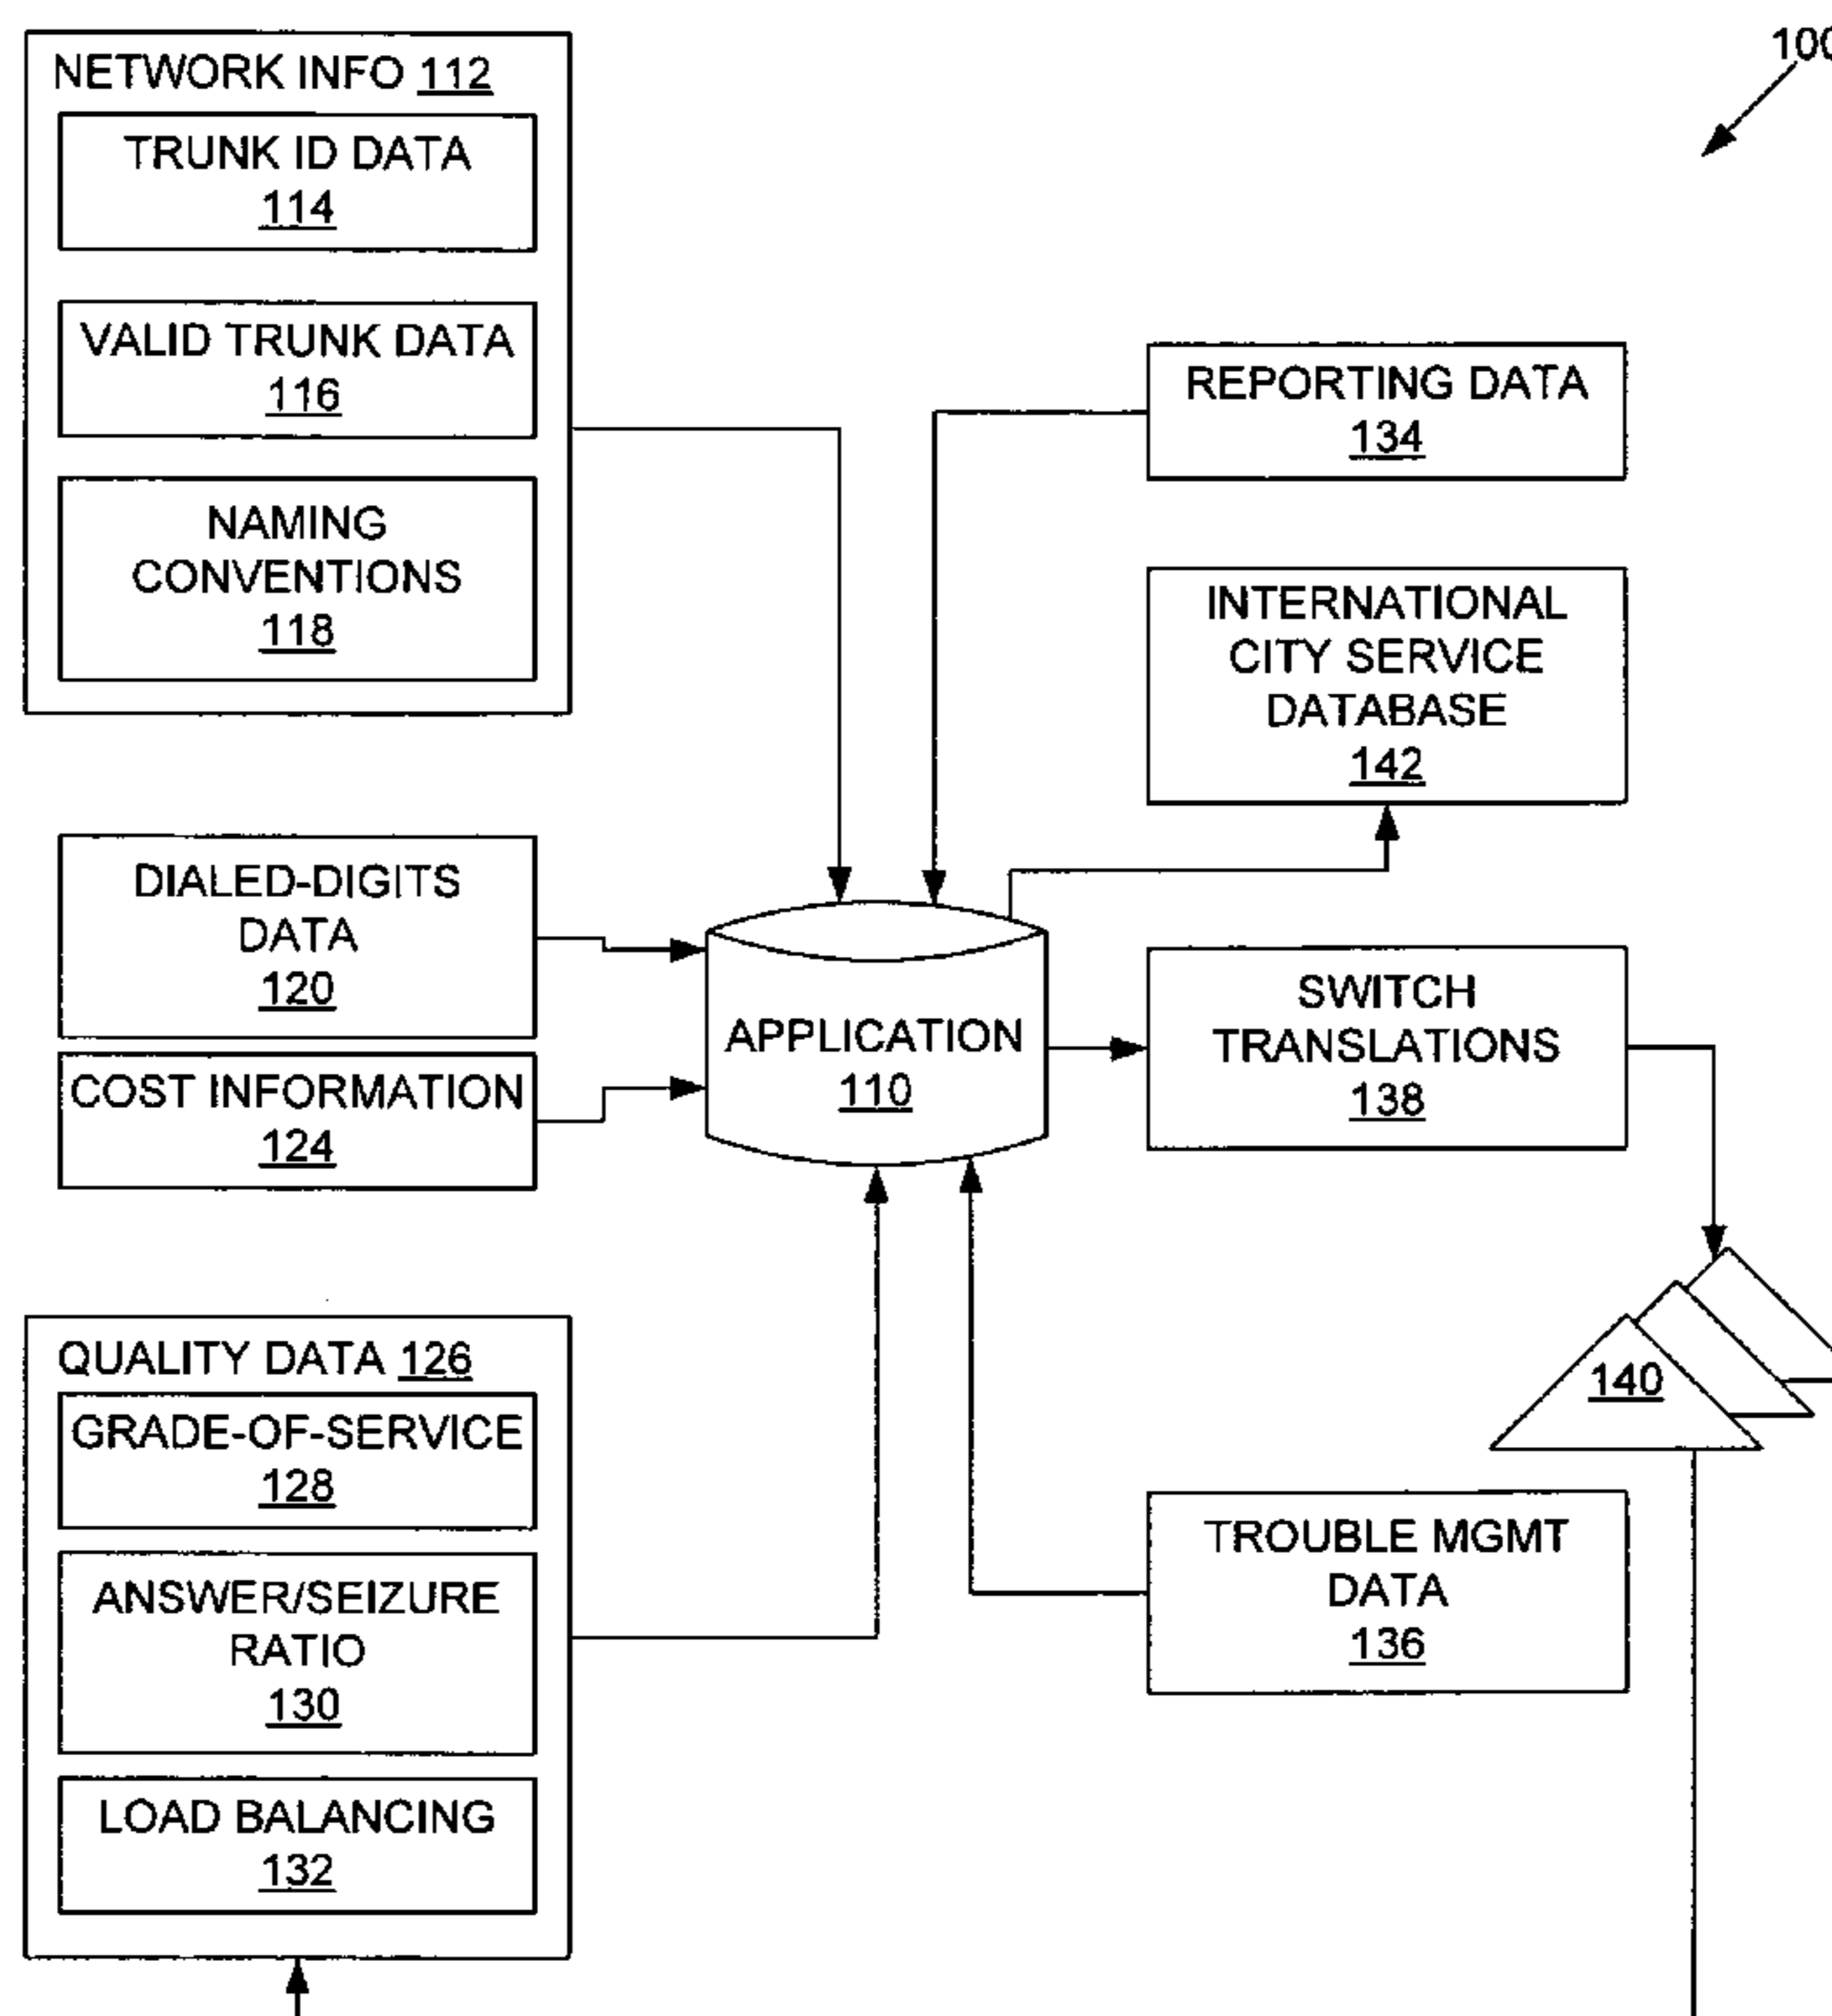 100
NETWORK INFO 112
TRUNK ID DATA
114
VALID TRUNK DATA
116
NAMING
CONVENTIONS
118
REPORTING DATA
134
INTERNATIONAL
CITY SERVICE
DATABASE
142
DIALED-DIGITS
DATA
120
COST INFORMATION
124
APPLICATION
110
SWITCH
TRANSLATIONS
138
QUALITY DATA 126
GRADE-OF-SERVICE
128
ANSWER/SEIZURE
RATIO
130
LOAD BALANCING
132
140
TROUBLE MGMT
DATA
136